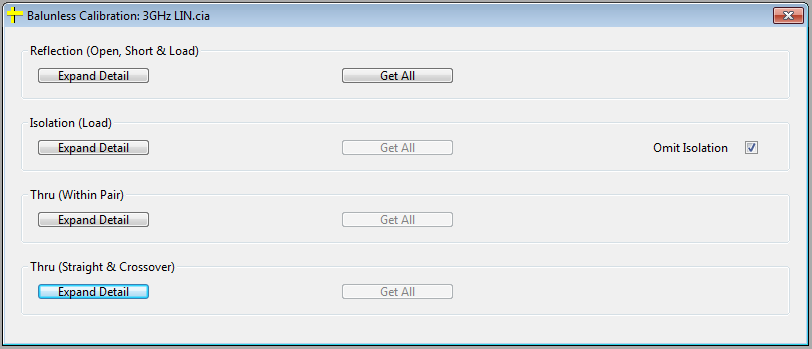 Balunless Calibration: 3GHz LIN.cia
Reflection (Open, Short & Load)
Expand Detail Get All
Isolation (Load)
Expand Detail Get All Omit Isolation
Thru (Within Pair)
Expand Detail Get All
Thru (Straight & Crossover)
Expand Detail Get All